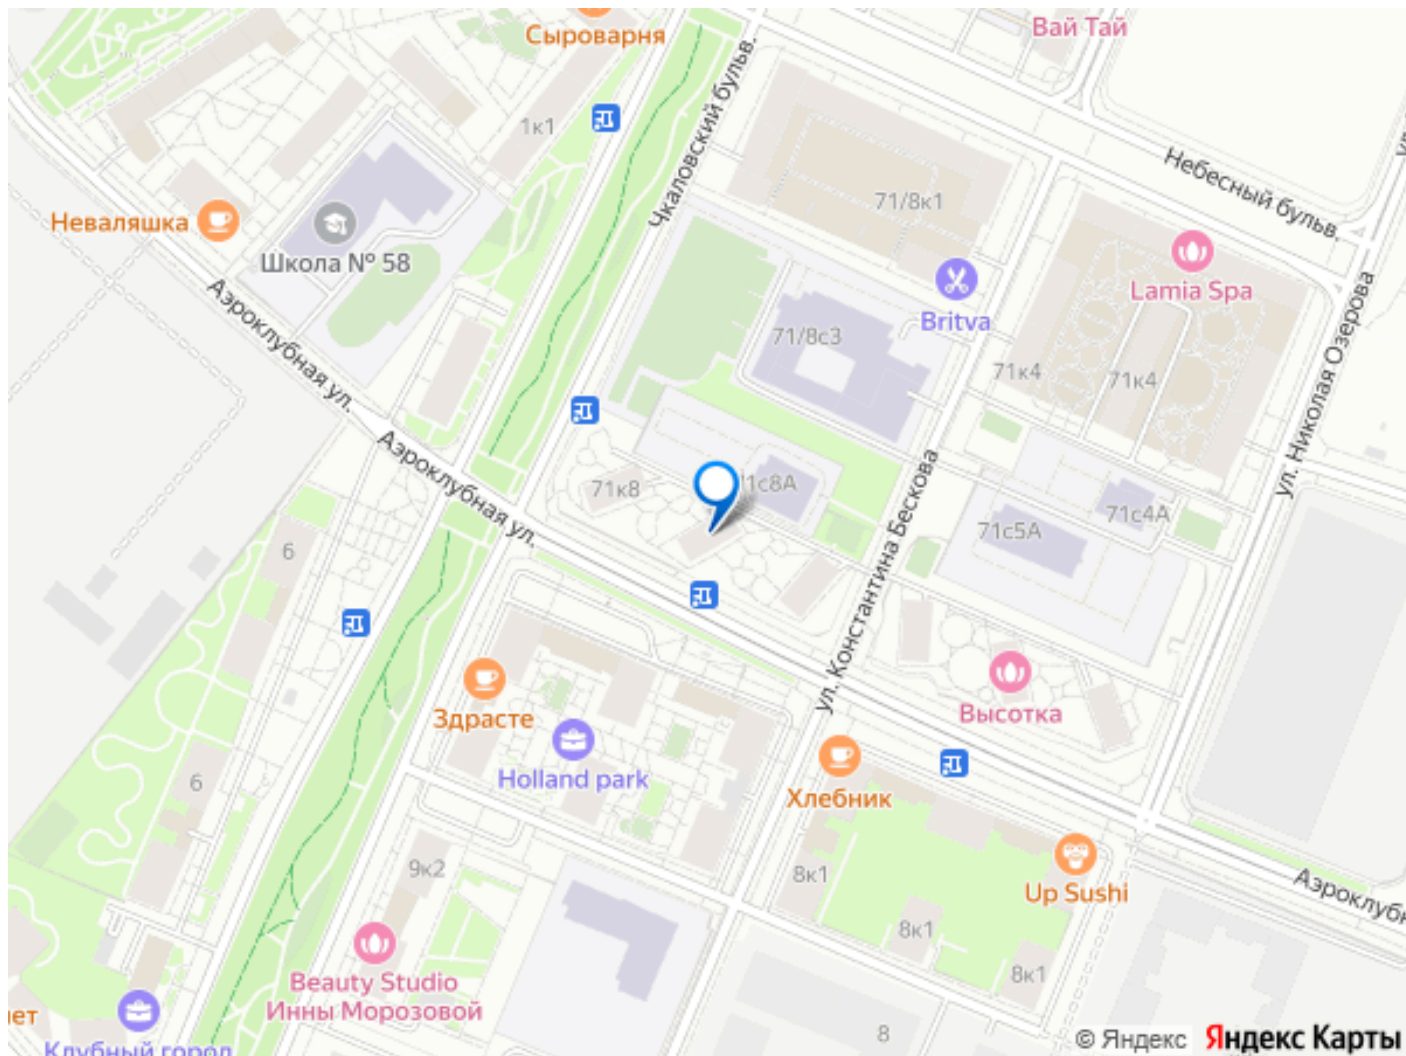 Сыроварня
Вай Тай
Чкаловский бульв.
1к1
Небесный бульв.
71/8к1
Неваляшка
Школа № 58
Lamia Spa
Britva
Аэроклубная ул.
71/8с3
71к4
71к4
ул. Николая Озерова
Аэроклубная ул.
71к8
71с4А
71с5А
ул. Константина Бескова
6
Высотка
Здрасте
Holland park
6
Хлебник
9к2
8к1
Up Sushi
Аэроклубн
8к1
8к1
Beauty Studio
Инны Морозовой
8
Клубный город
© Яндекс Яндекс Карты